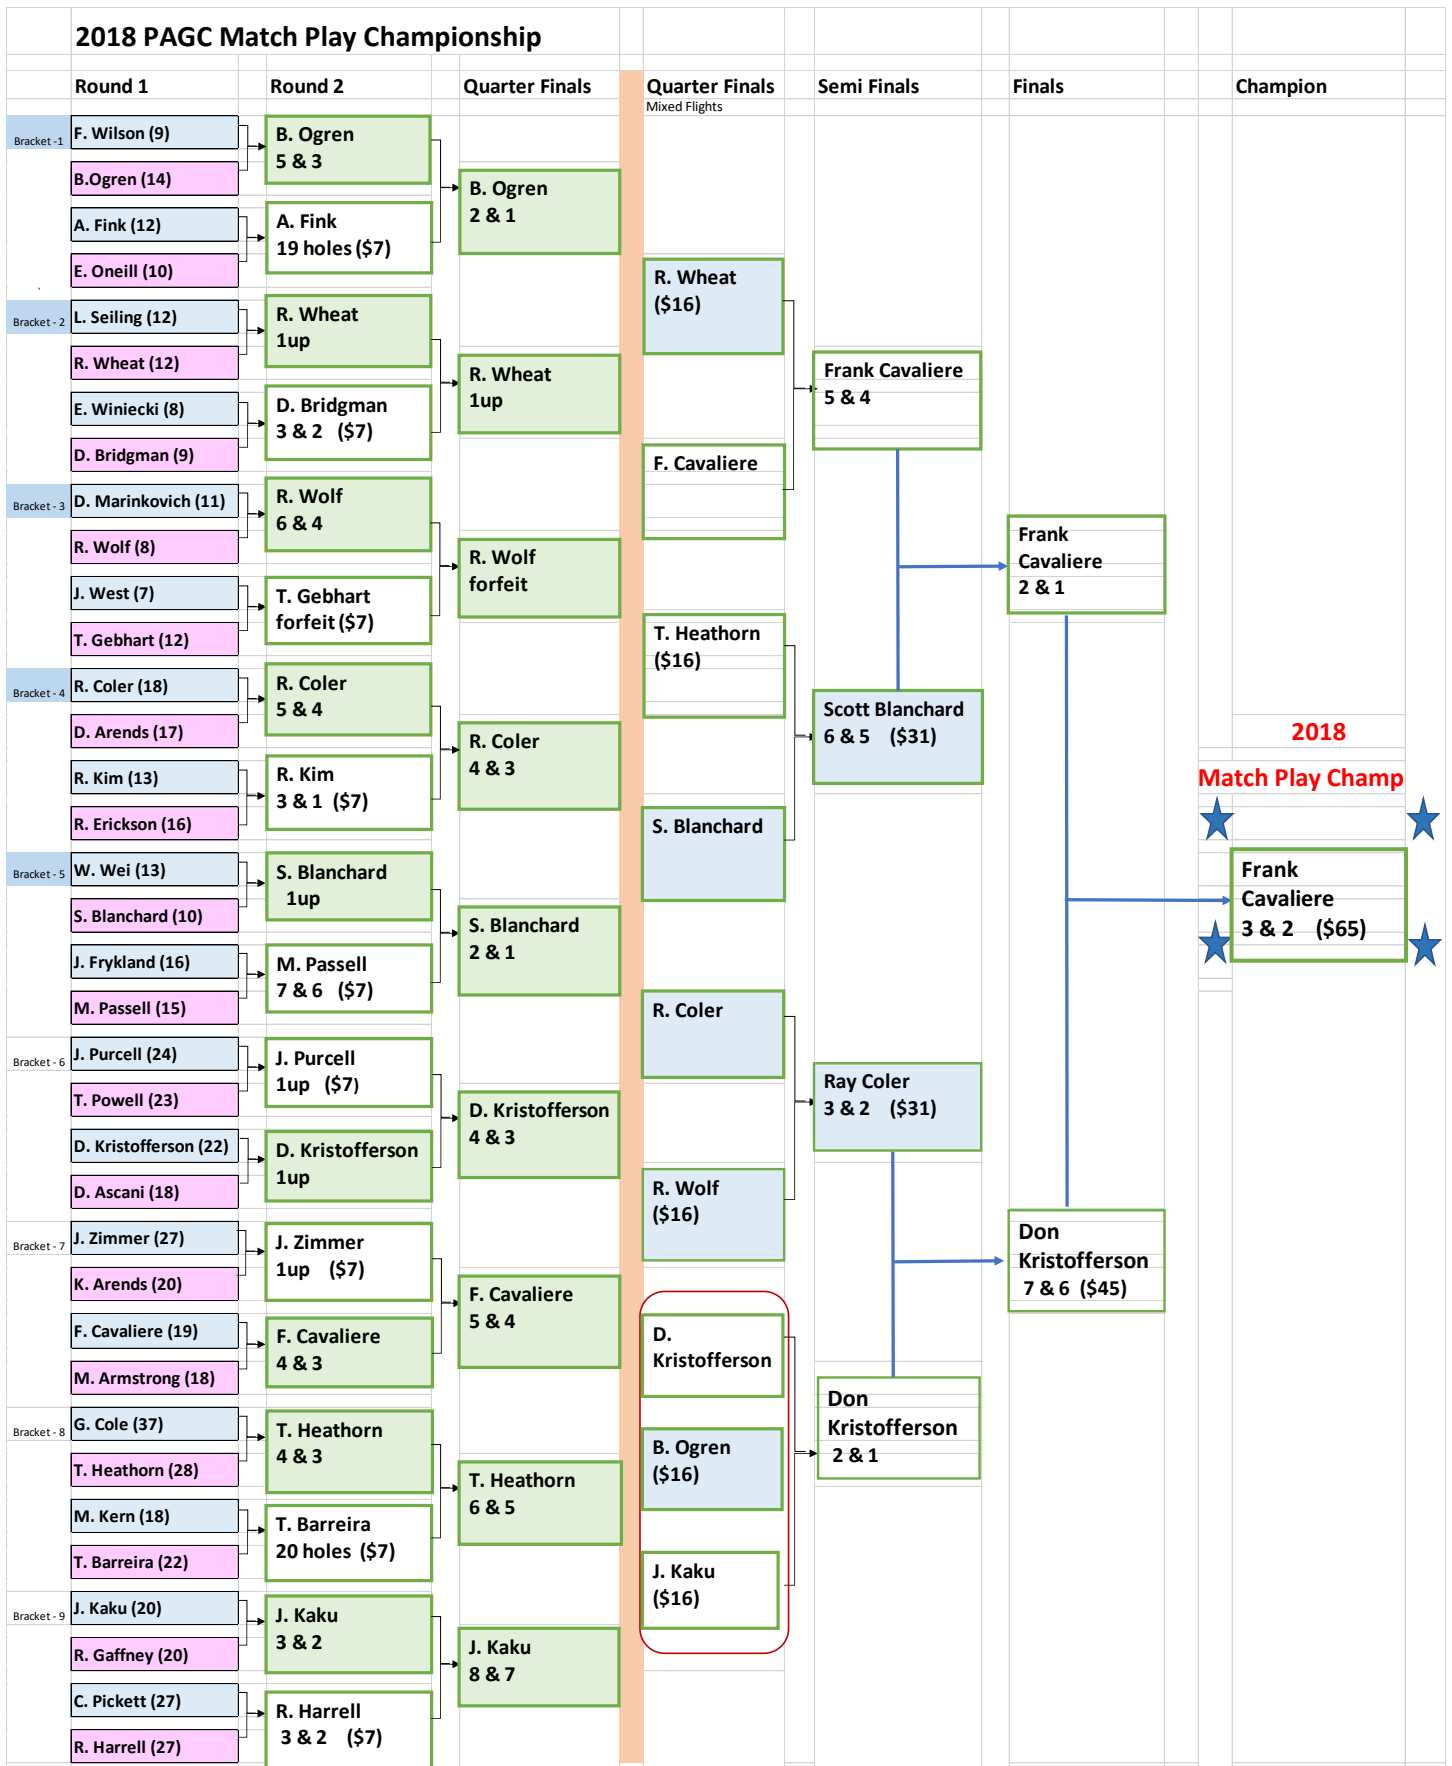 2018 PAGC Match Play Championship
Round 1
Round 2
Quarter Finals
Quarter Finals
Semi Finals
Finals
Champion
Mixed Flights
Bracket -1
F. Wilson (9)
B.Ogren (14)
A. Fink (12)
E. Oneill (10)
Bracket - 2
L. Seiling (12)
R. Wheat (12)
E. Winiecki (8)
D. Bridgman (9)
Bracket - 3
D. Marinkovich (11)
R. Wolf (8)
J. West (7)
T. Gebhart (12)
Bracket - 4
R. Coler (18)
D. Arends (17)
R. Kim (13)
R. Erickson (16)
Bracket - 5
W. Wei (13)
S. Blanchard (10)
J. Frykland (16)
M. Passell (15)
Bracket - 6
J. Purcell (24)
T. Powell (23)
D. Kristofferson (22)
D. Ascani (18)
Bracket - 7
J. Zimmer (27)
K. Arends (20)
F. Cavaliere (19)
M. Armstrong (18)
Bracket - 8
G. Cole (37)
T. Heathorn (28)
M. Kern (18)
T. Barreira (22)
Bracket - 9
J. Kaku (20)
R. Gaffney (20)
C. Pickett (27)
R. Harrell (27)
B. Ogren
5 & 3
A. Fink
19 holes ($7)
R. Wheat
1up
D. Bridgman
3 & 2 ($7)
R. Wolf
6 & 4
T. Gebhart
forfeit ($7)
R. Coler
5 & 4
R. Kim
3 & 1 ($7)
S. Blanchard
1up
M. Passell
7 & 6 ($7)
J. Purcell
1up ($7)
D. Kristofferson
1up
J. Zimmer
1up ($7)
F. Cavaliere
4 & 3
T. Heathorn
4 & 3
T. Barreira
20 holes ($7)
J. Kaku
3 & 2
R. Harrell
3 & 2 ($7)
B. Ogren
2 & 1
R. Wheat
1up
R. Wolf
forfeit
R. Coler
4 & 3
S. Blanchard
2 & 1
D. Kristofferson
4 & 3
F. Cavaliere
5 & 4
T. Heathorn
6 & 5
J. Kaku
8 & 7
R. Wheat
($16)
F. Cavaliere
T. Heathorn
($16)
S. Blanchard
R. Coler
R. Wolf
($16)
D.
Kristofferson
B. Ogren
($16)
J. Kaku
($16)
Frank Cavaliere
5 & 4
Scott Blanchard
6 & 5 ($31)
Ray Coler
3 & 2 ($31)
Don
Kristofferson
2 & 1
Frank
Cavaliere
2 & 1
Don
Kristofferson
7 & 6 ($45)
2018
Match Play Champ
Frank
Cavaliere
3 & 2 ($65)